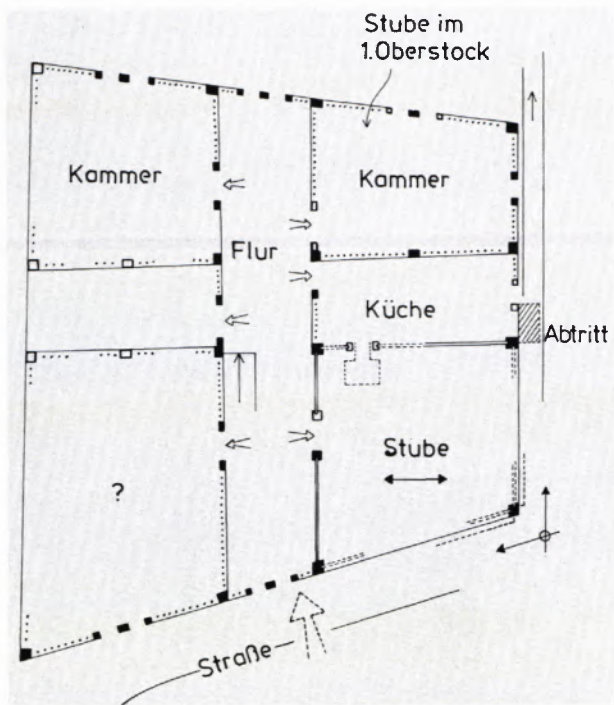 Stube im
1.Oberstock
Kammer
Kammer
Flur
Küche
Abtritt
Stube
?
Straße